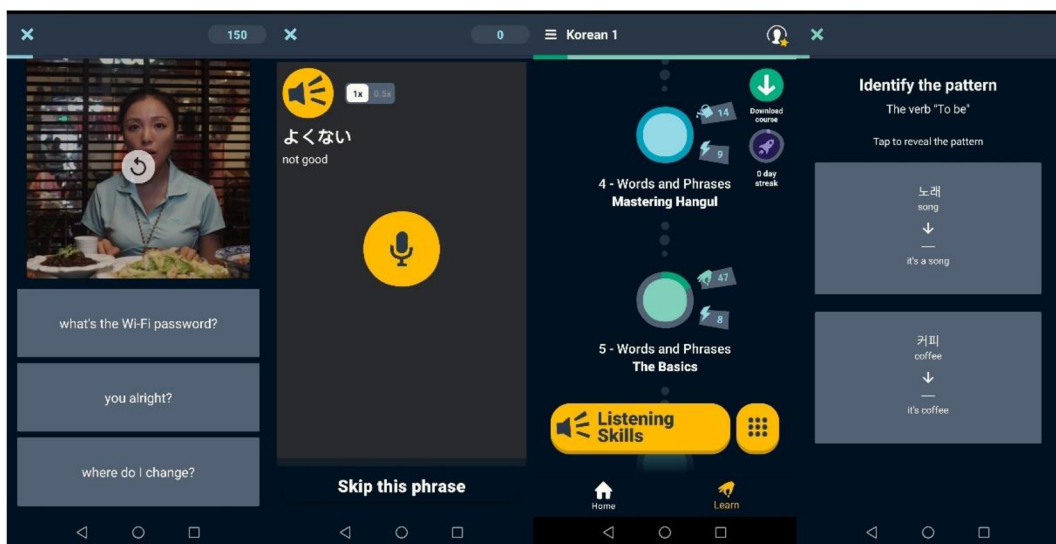 150
what's the Wi-Fi password?
you alright?
where do I change?
0
1x 0.5x
よくない
not good
Skip this phrase
Korean 1
14
Download
course
9
0 day
streak
4 - Words and Phrases
Mastering Hangul
47
8
5 - Words and Phrases
The Basics
Listening
Skills
Home
Learn
Identify the pattern
The verb "To be"
Tap to reveal the pattern
노래
song
it's a song
커피
coffee
it's coffee